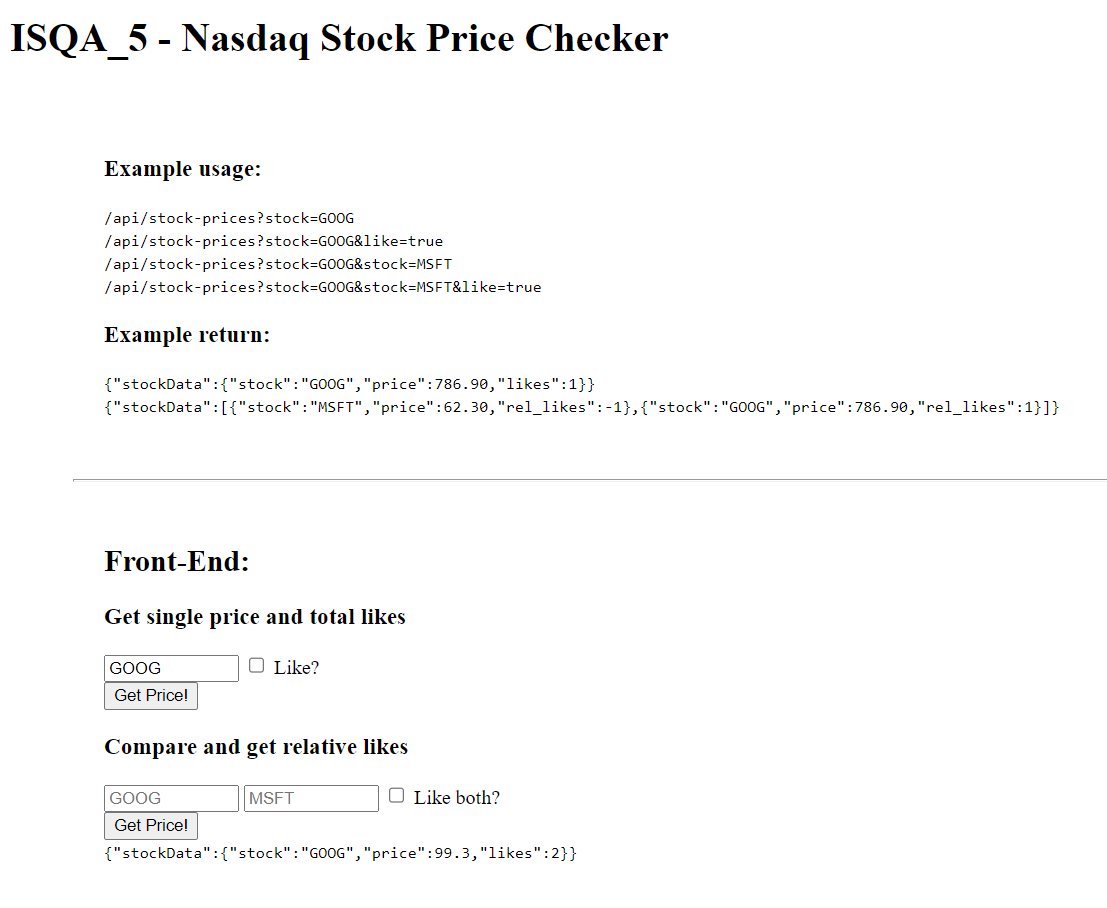 ISQA_5 - Nasdaq Stock Price Checker
Example usage:
/api/stock-prices?stock=GOOG
/api/stock-prices?stock=GOOG&like=true
/api/stock-prices?stock=GOOG&stock=MSFT
/api/stock-prices?stock=GOOG&stock=MSFT&like=true
Example return:
{"stockData":{"stock":"GOOG","price":786.90,"likes":1}}
{"stockData":[{"stock":"MSFT","price":62.30,"rel_likes":-1},{"stock":"GOOG","price":786.90,"rel_likes":1}]}
Front-End:
Get single price and total likes
GOOG Like?
Get Price!
Compare and get relative likes
GOOG MSFT Like both?
Get Price!
{"stockData":{"stock":"GOOG","price":99.3,"likes":2}}